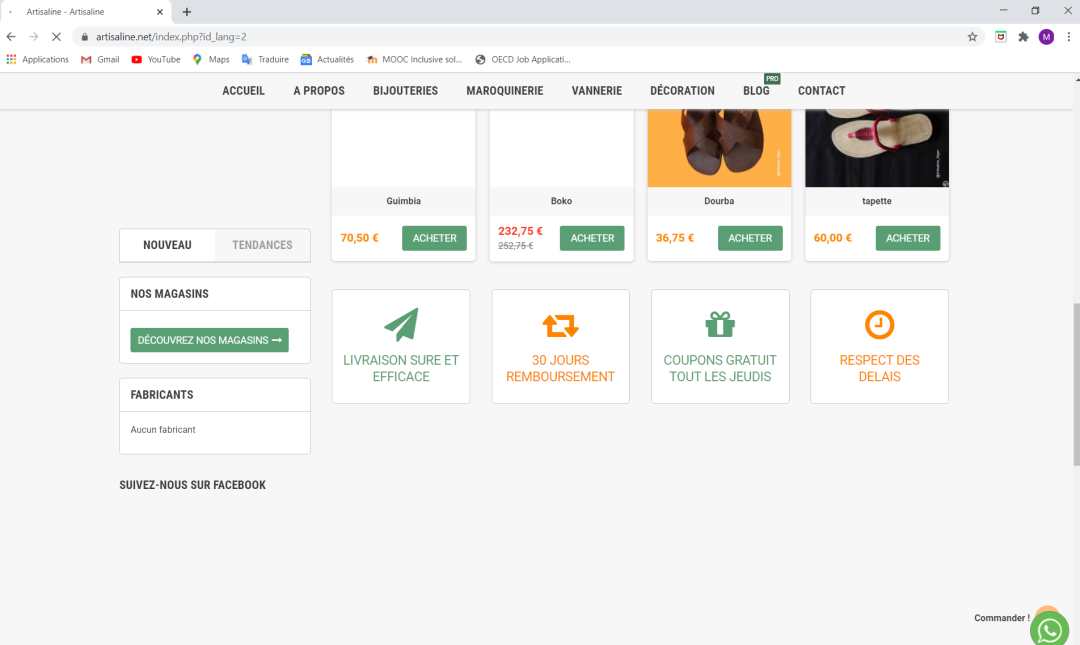 Artisaline - Artisaline
artisaline.net/index.php?id_lang=2
M
Applications Gmail YouTube Maps Traduire Actualités MOOC Inclusive sol... OECD Job Applicati...
ACCUEIL A PROPOS BIJOUTERIES MAROQUINERIE VANNERIE DÉCORATION BLOG PRO CONTACT
Guimbia
70,50 €
ACHETER
Boko
232,75 €
252,75 €
ACHETER
Dourba
36,75 €
ACHETER
tapette
60,00 €
ACHETER
NOUVEAU TENDANCES
NOS MAGASINS
DÉCOUVREZ NOS MAGASINS
FABRICANTS
Aucun fabricant
SUIVEZ-NOUS SUR FACEBOOK
LIVRAISON SURE ET
EFFICACE
30 JOURS
REMBOURSEMENT
COUPONS GRATUIT
TOUT LES JEUDIS
RESPECT DES
DELAIS
Commander !